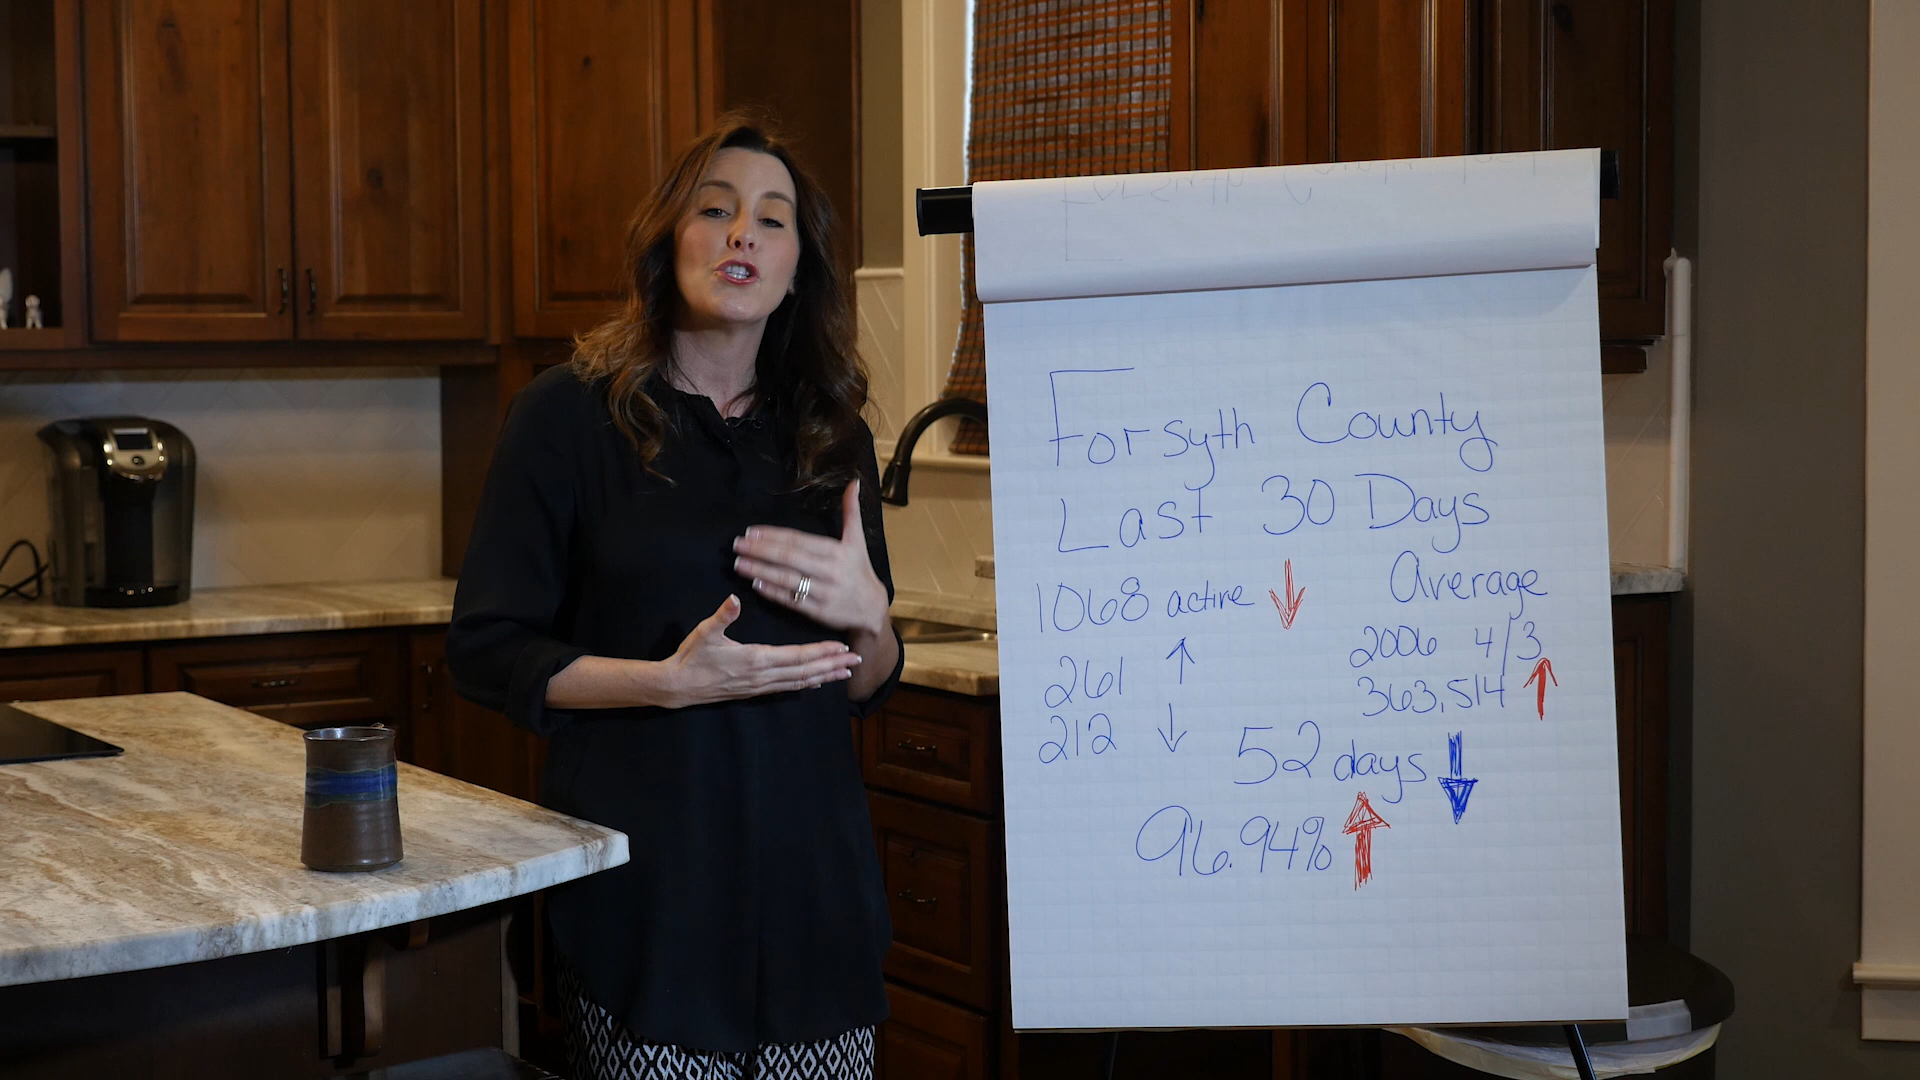 Forsyth County
Last 30 Days
1068 active ↓
261 ↑
212 ↓
Average
2006 4/3
363,514 ↑
52 days ↓
96.94% ↑